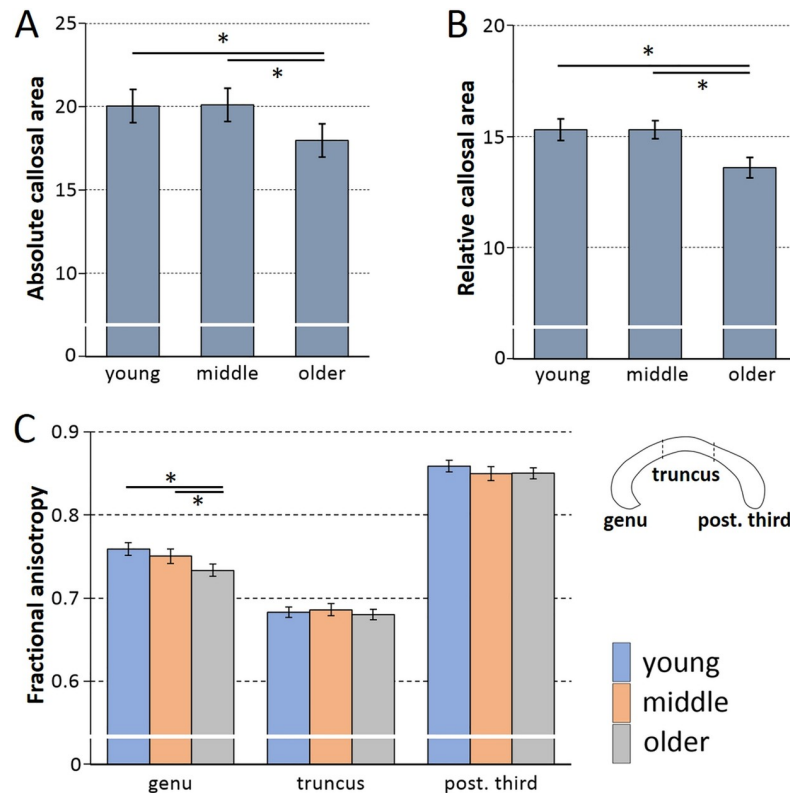 A
Absolute callosal area
25
20
15
10
0
*
*
young middle older
B
Relative callosal area
20
15
10
0
*
*
young middle older
C
Fractional anisotropy
0.9
0.8
0.7
0.6
0
*
*
genu truncus post. third
truncus
genu post. third
young
middle
older